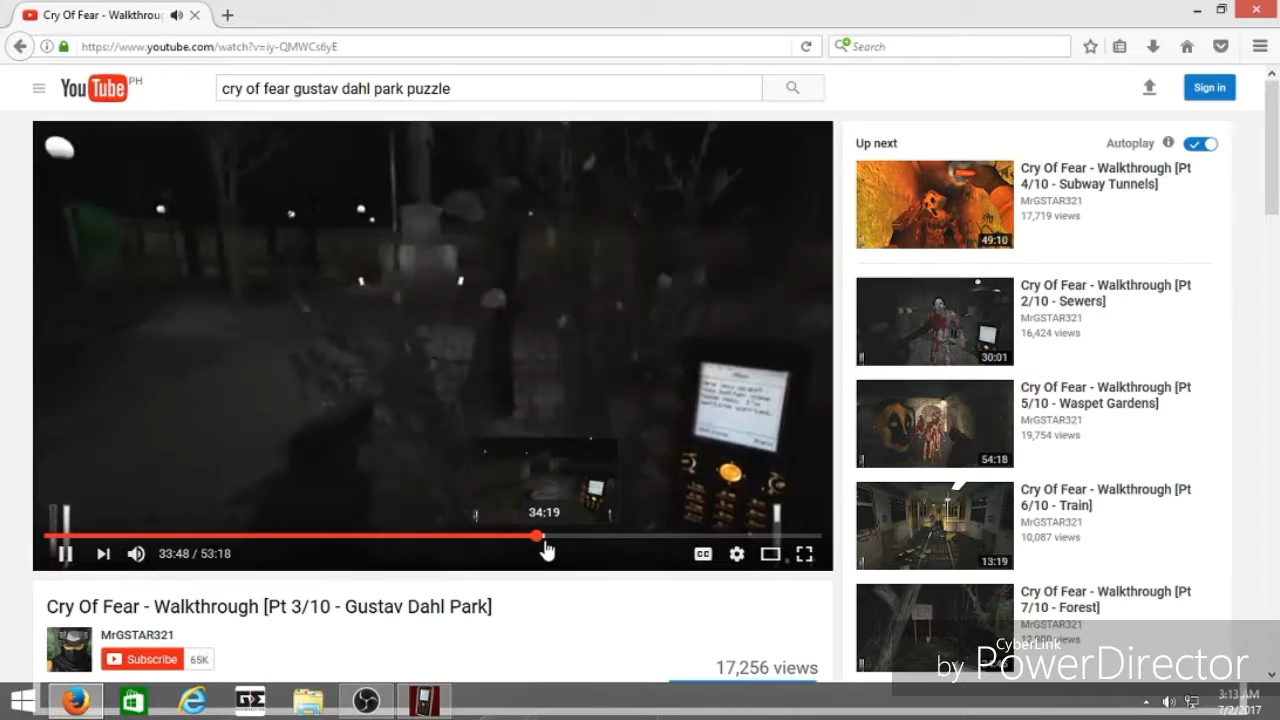 Cry Of Fear - Walkthrou
https://www.youtube.com/watch?v=iy-QMWCs6yE
Search
YouTube PH
cry of fear gustav dahl park puzzle
Sign in
Up next
Autoplay
Cry Of Fear - Walkthrough [Pt
4/10 - Subway Tunnels]
MrGSTAR321
17,719 views
49:10
Cry Of Fear - Walkthrough [Pt
2/10 - Sewers]
MrGSTAR321
16,424 views
30:01
Cry Of Fear - Walkthrough [Pt
5/10 - Waspet Gardens]
MrGSTAR321
19,754 views
54:18
Cry Of Fear - Walkthrough [Pt
6/10 - Train]
MrGSTAR321
10,087 views
13:19
Cry Of Fear - Walkthrough [Pt
7/10 - Forest]
MrGSTAR321
34:19
33:48 / 53:18
CC
Cry Of Fear - Walkthrough [Pt 3/10 - Gustav Dahl Park]
MrGSTAR321
Subscribe 65K
17,256 views
CyberLink
by PowerDirector
3:13 AM
7/2/2017